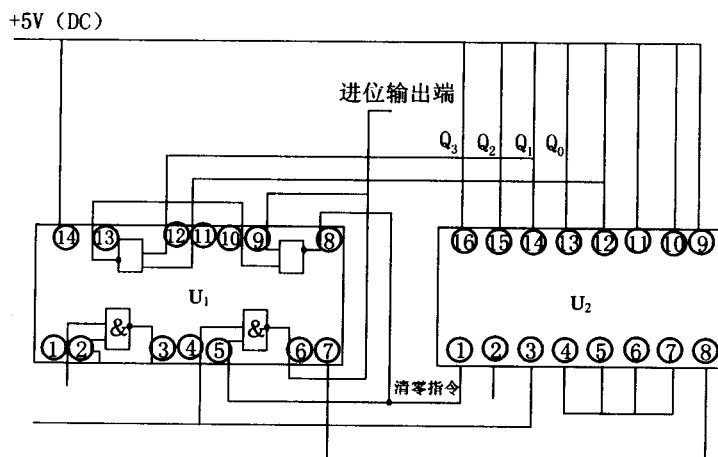 +5V（DC）
进位输出端
Q₃ Q₂ Q₁ Q₀
⑭ ⑬ ⑫ ⑪ ⑩ ⑨ ⑧
⑯ ⑮ ⑭ ⑬ ⑫ ⑪ ⑩ ⑨
U₁
U₂
& &
① ② ③ ④ ⑤ ⑥ ⑦
① ② ③ ④ ⑤ ⑥ ⑦ ⑧
清零指令